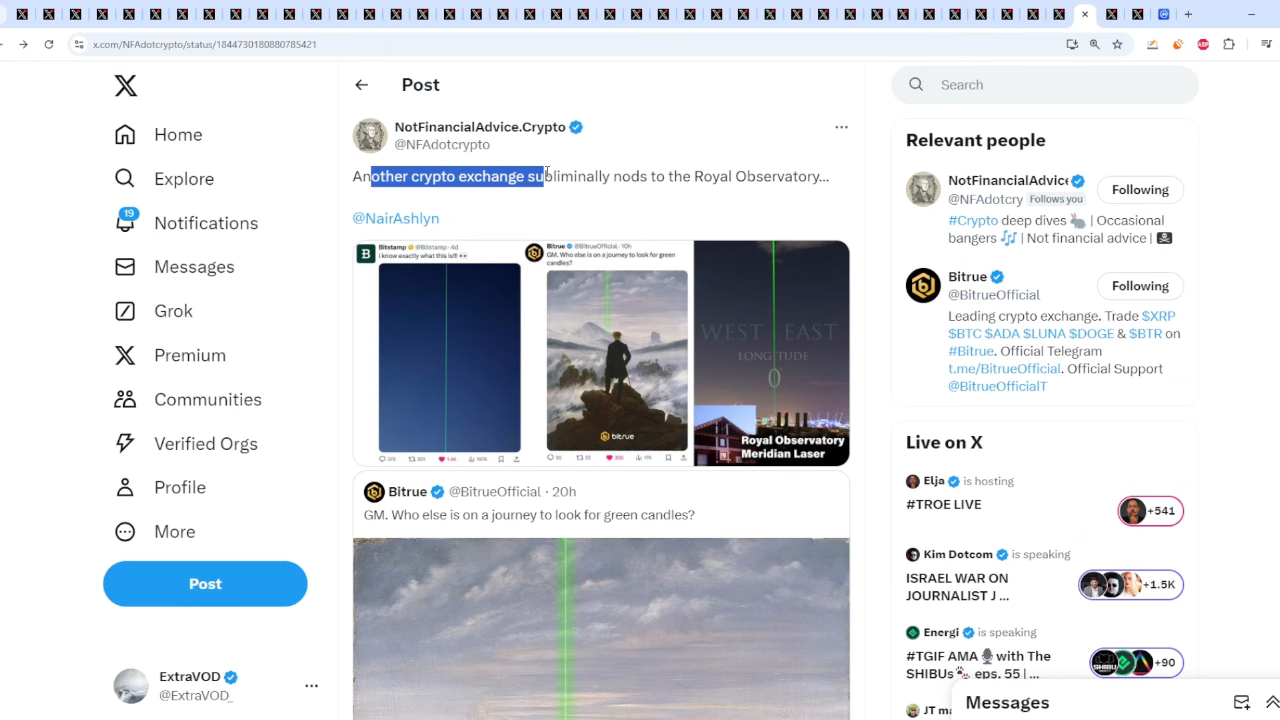 x.com/NFAdotcrypto/status/1844730180880785421
ABP
X
Home
Explore
19
Notifications
Messages
Grok
Premium
Communities
Verified Orgs
Profile
More
Post
ExtraVOD
@ExtraVOD_
Post
NotFinancialAdvice.Crypto
@NFAdotcrypto
Another crypto exchange subliminally nods to the Royal Observatory...
@NairAshlyn
Bitstamp @Bitstamp · 4d
I know exactly what this is!!
Bitrue @BitrueOfficial · 10h
GM. Who else is on a journey to look for green
candles?
bitrue
WEST EAST
LONGITUDE
0
Royal Observatory
Meridian Laser
Bitrue @BitrueOfficial · 20h
GM. Who else is on a journey to look for green candles?
Search
Relevant people
NotFinancialAdvice
@NFAdotcry Follows you
Following
#Crypto deep dives | Occasional
bangers | Not financial advice |
Bitrue
@BitrueOfficial
Following
Leading crypto exchange. Trade $XRP
$BTC $ADA $LUNA $DOGE & $BTR on
#Bitrue. Official Telegram
t.me/BitrueOfficial. Official Support
@BitrueOfficialT
Live on X
Elja is hosting
#TROE LIVE
+541
Kim Dotcom is speaking
ISRAEL WAR ON
JOURNALIST J ...
+1.5K
Energi is speaking
#TGIF AMA with The
SHIBUs eps. 55 | ...
+90
Messages